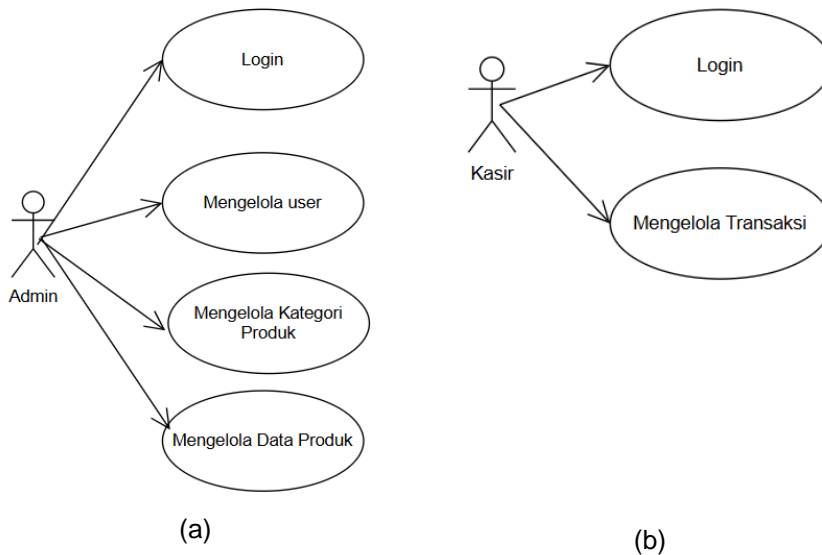 Login
Mengelola user
Admin
Mengelola Kategori
Produk
Mengelola Data Produk
(a)
Login
Kasir
Mengelola Transaksi
(b)